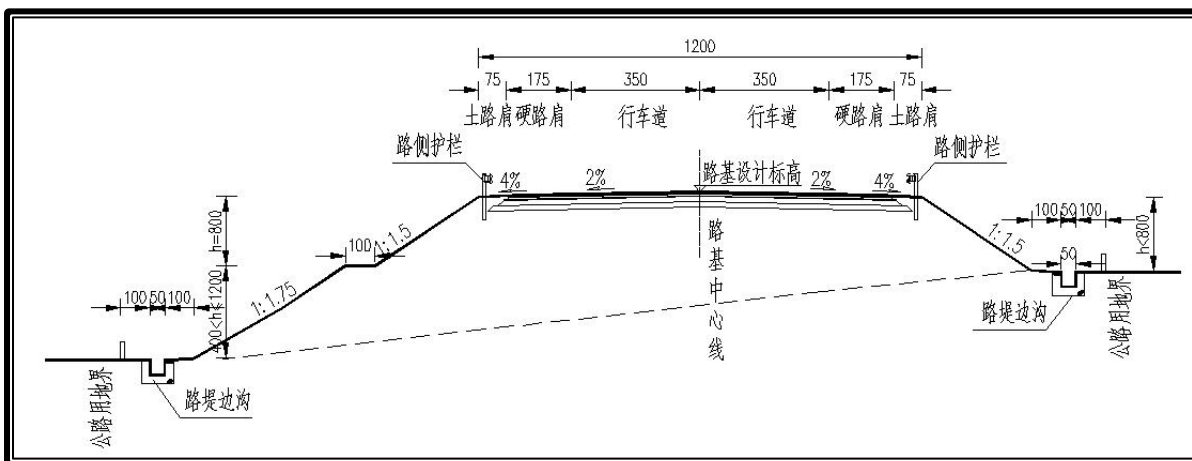 1200
75 175 350 350 175 75
土路肩 硬路肩 行车道 行车道 硬路肩 土路肩
路侧护栏 路侧护栏
路基设计标高
4% 2% 2% 4%
h=800
100
1:1.5
1:1.5
100 50 100
50
h<800
400<h≤1200
1:1.75
100 50 100
路基中心线
路堤边沟
路堤边沟
公路用地界
公路用地界